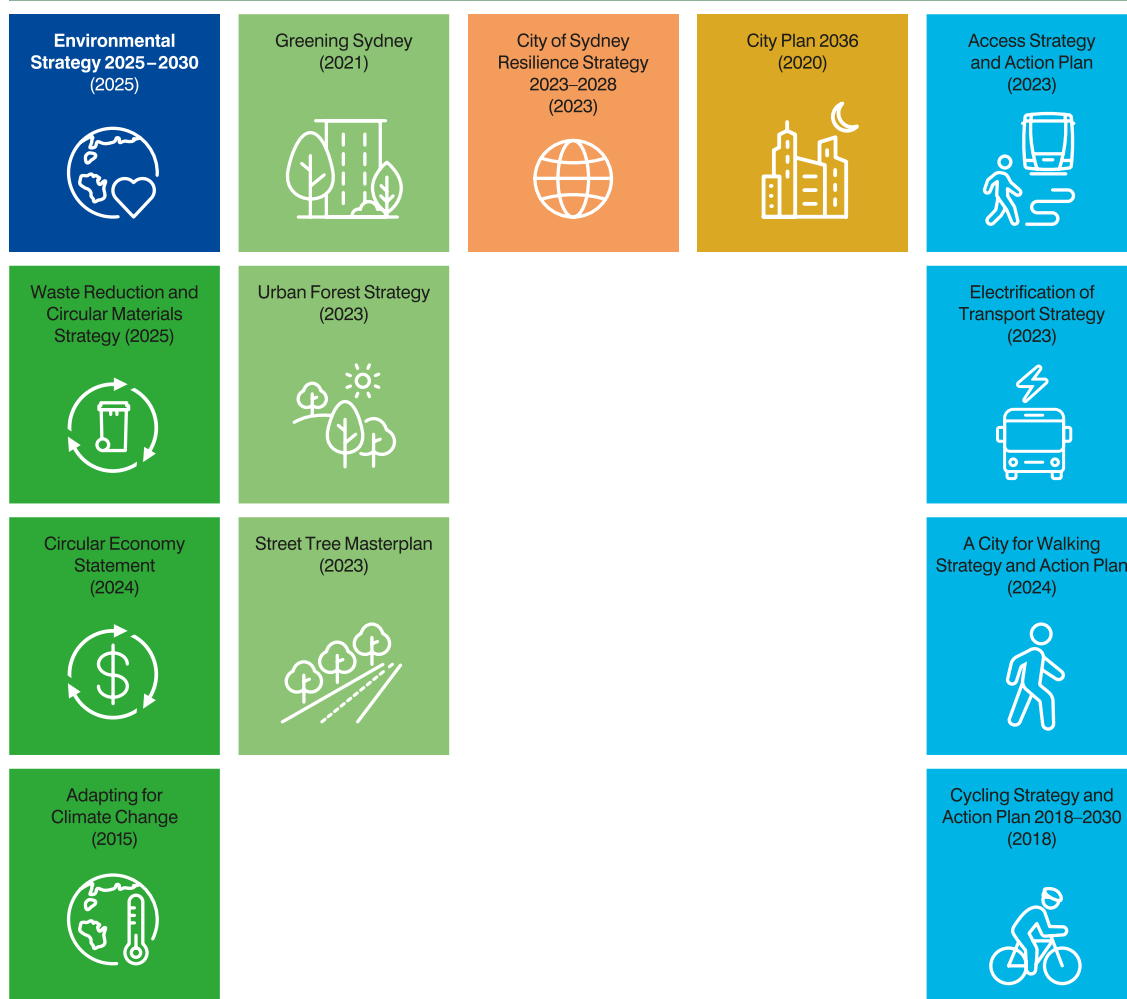 Environmental
Strategy 2025–2030
(2025)
Greening Sydney
(2021)
City of Sydney
Resilience Strategy
2023–2028
(2023)
City Plan 2036
(2020)
Access Strategy
and Action Plan
(2023)
Waste Reduction and
Circular Materials
Strategy (2025)
Urban Forest Strategy
(2023)
Electrification of
Transport Strategy
(2023)
Circular Economy
Statement
(2024)
Street Tree Masterplan
(2023)
A City for Walking
Strategy and Action Plan
(2024)
Adapting for
Climate Change
(2015)
Cycling Strategy and
Action Plan 2018–2030
(2018)